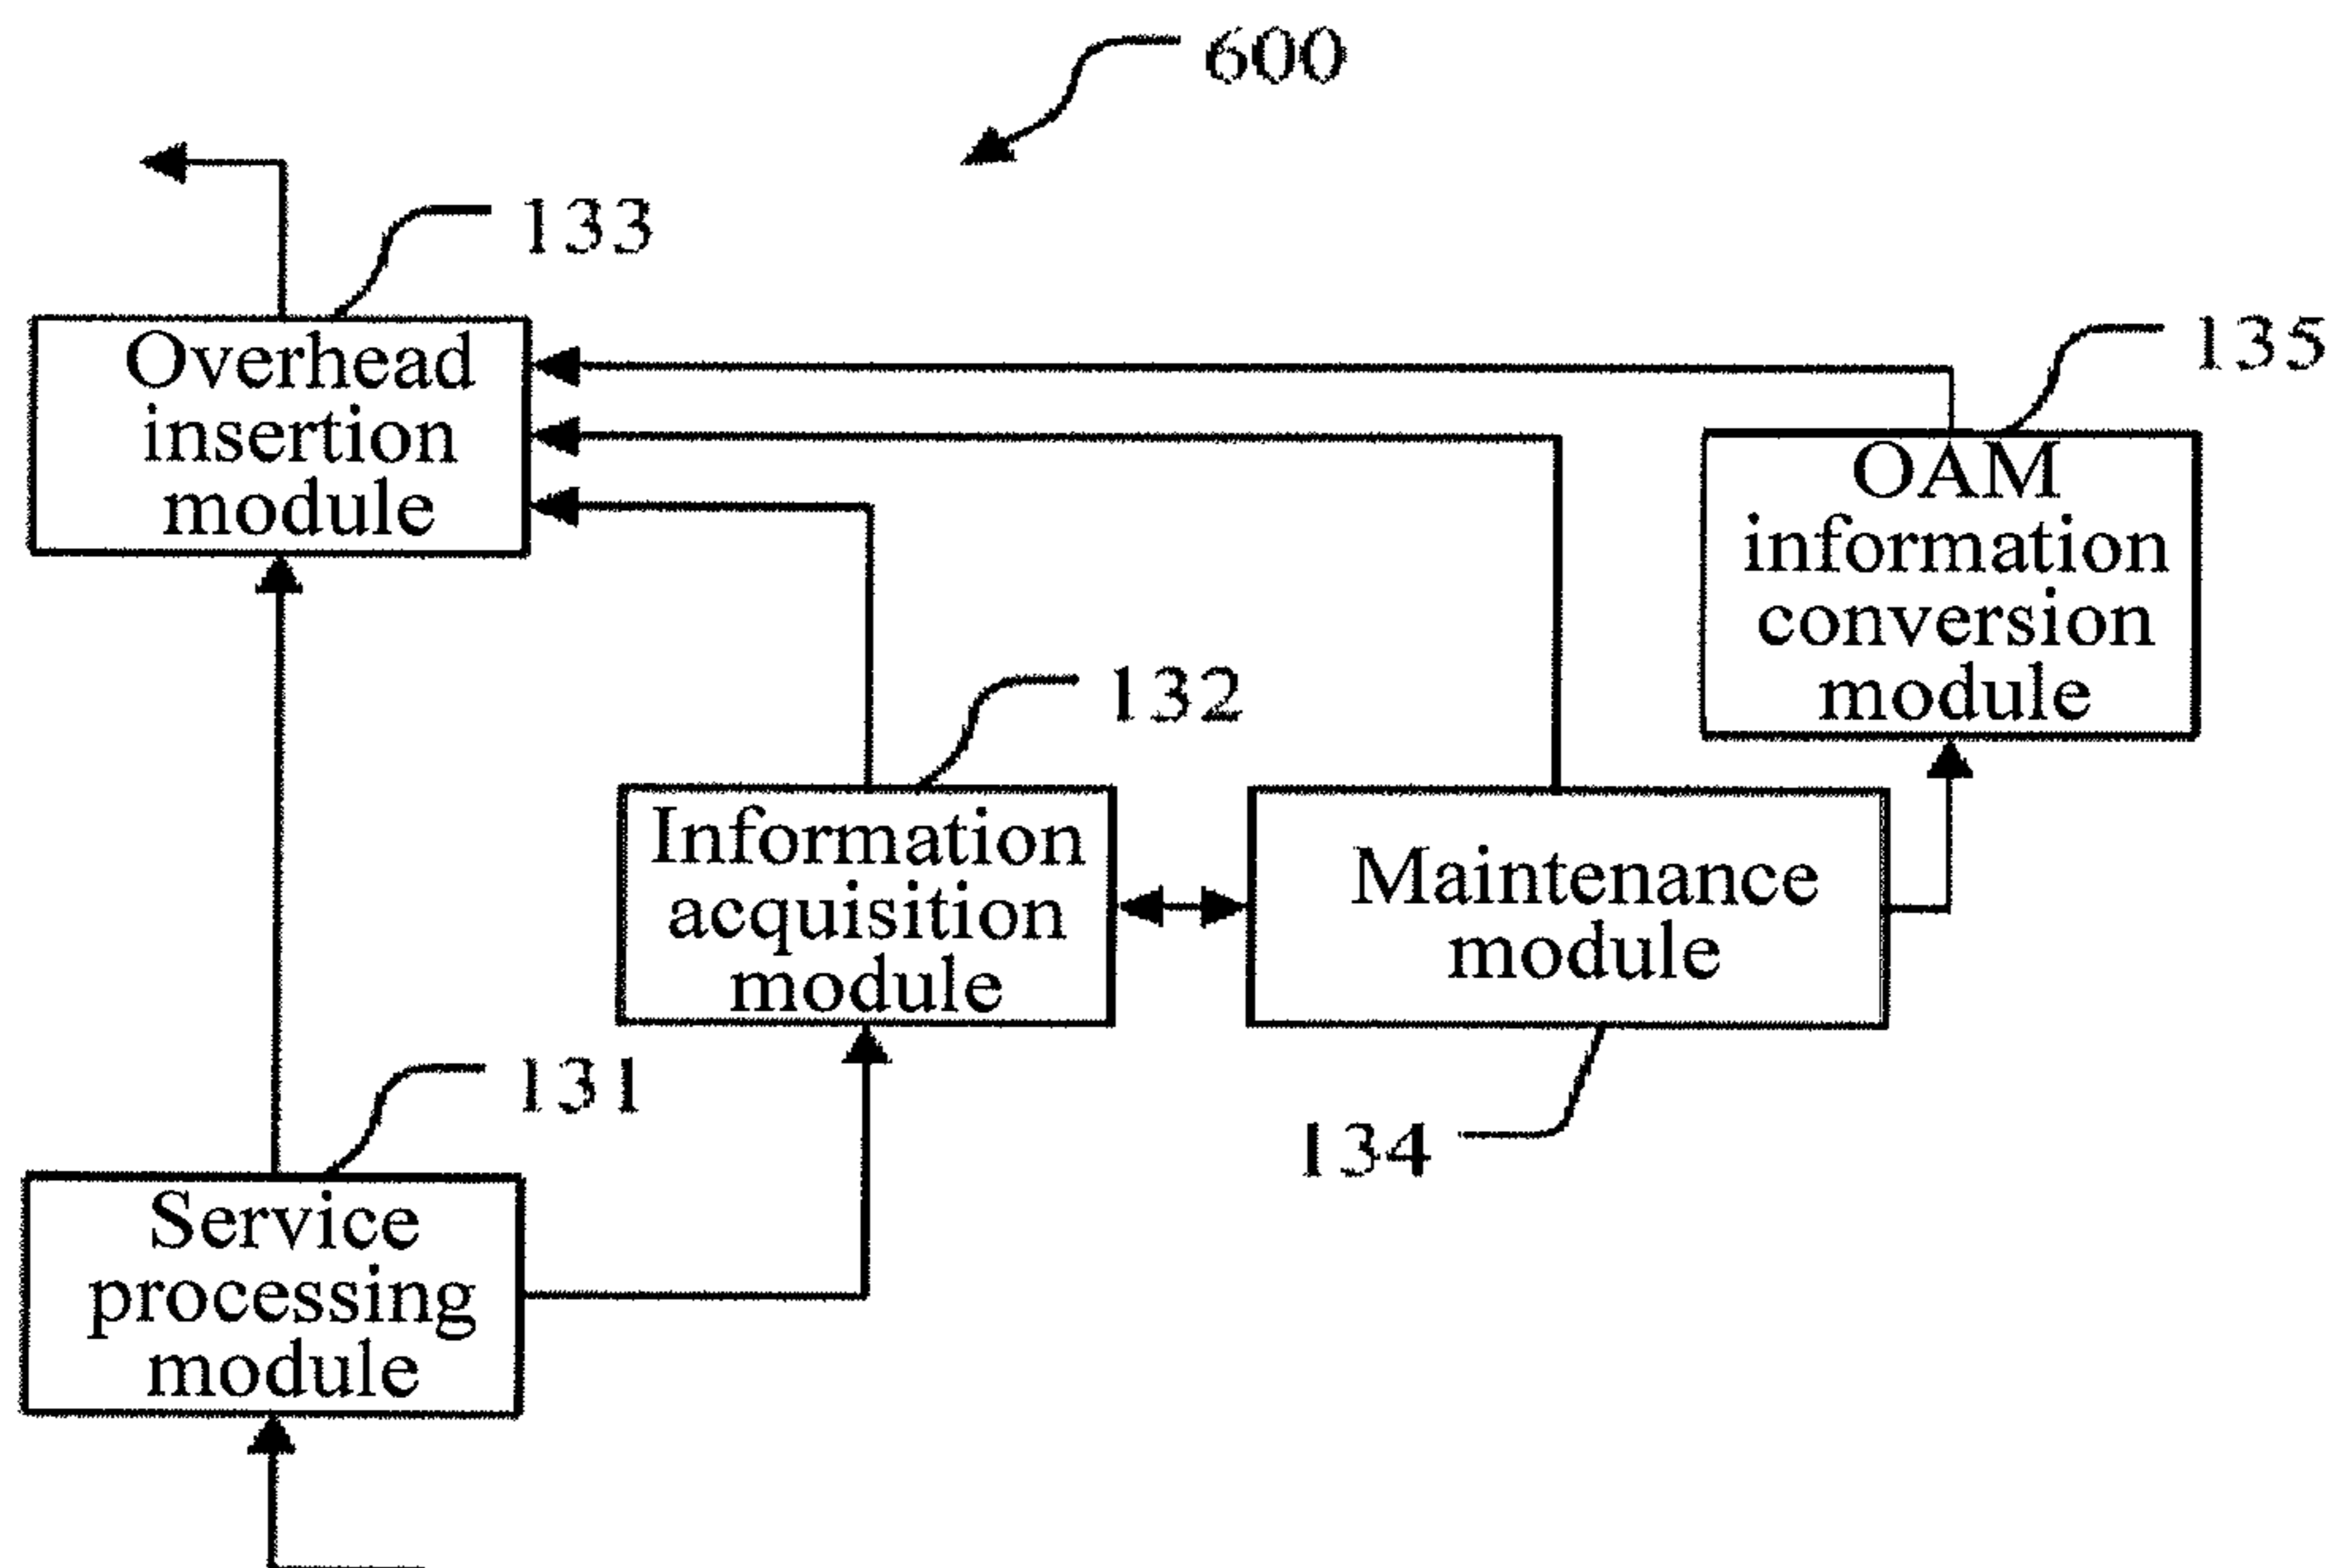 600
133
Overhead
insertion
module
135
OAM
information
conversion
module
132
Information
acquisition
module
Maintenance
module
134
131
Service
processing
module